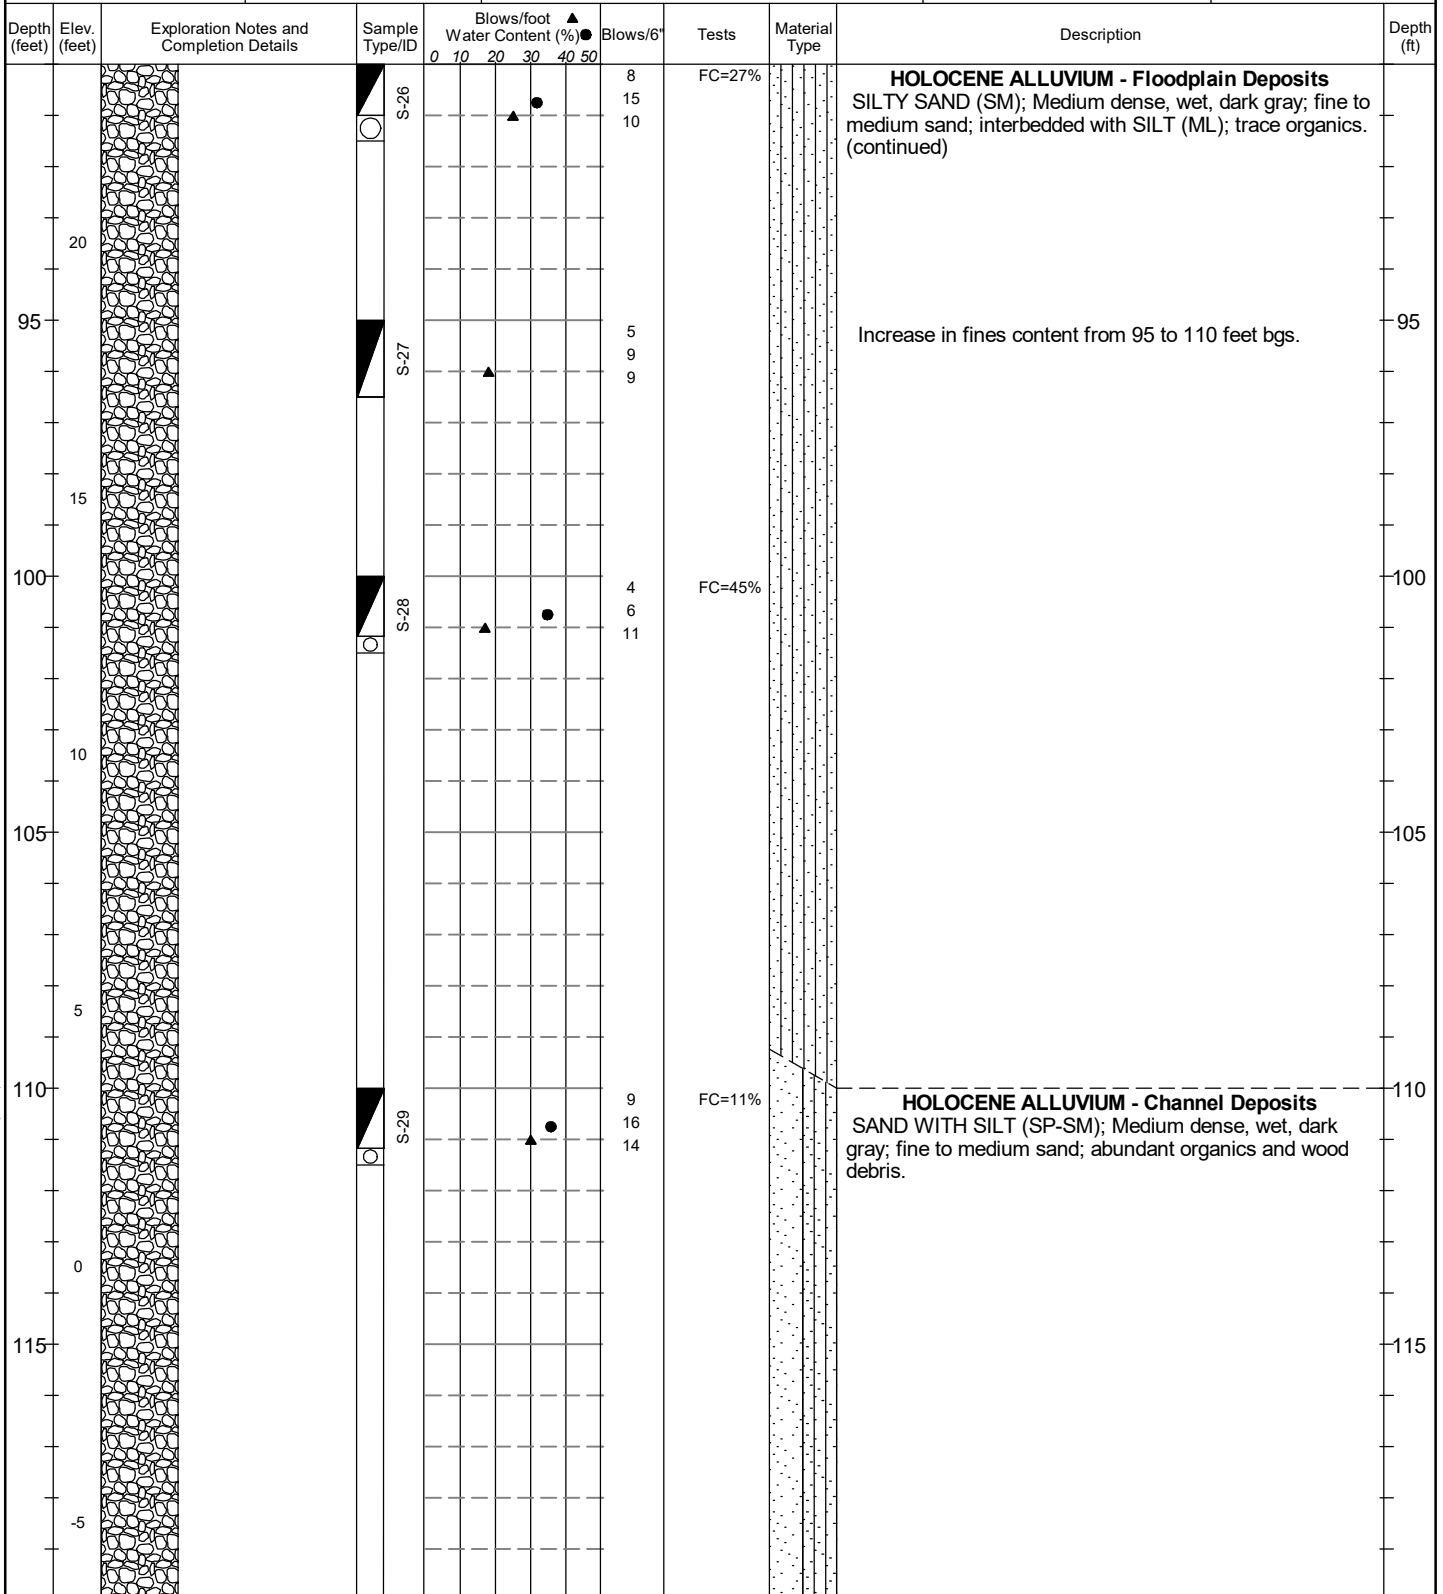 Depth
(feet)
Elev.
(feet)
Exploration Notes and
Completion Details
Sample
Type/ID
Blows/foot
Water Content (%)
0 10 20 30 40 50
Blows/6"
Tests
Material
Type
Description
Depth
(ft)
S-26
8
15
10
FC=27%
HOLOCENE ALLUVIUM - Floodplain Deposits
SILTY SAND (SM); Medium dense, wet, dark gray; fine to
medium sand; interbedded with SILT (ML); trace organics.
(continued)
20
95
S-27
5
9
9
Increase in fines content from 95 to 110 feet bgs.
95
15
100
S-28
4
6
11
FC=45%
100
10
105
105
5
110
S-29
9
16
14
FC=11%
HOLOCENE ALLUVIUM - Channel Deposits
SAND WITH SILT (SP-SM); Medium dense, wet, dark
gray; fine to medium sand; abundant organics and wood
debris.
110
0
115
115
-5